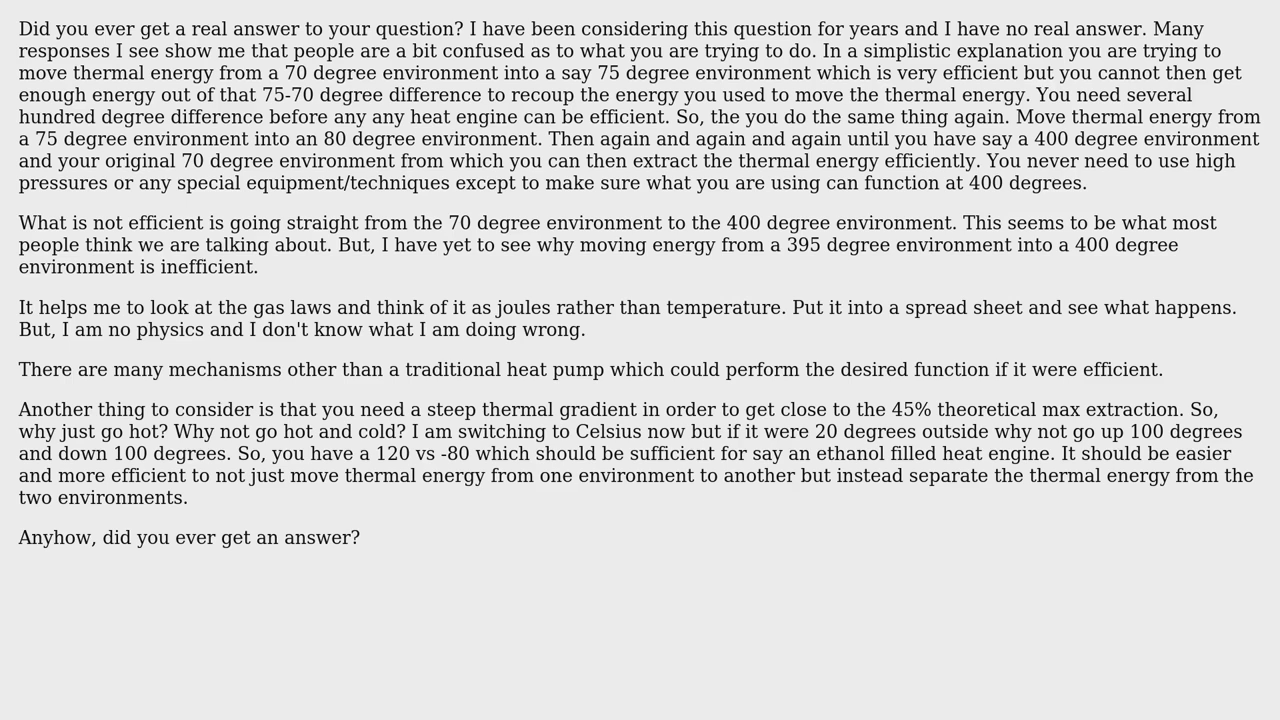 Did you ever get a real answer to your question? I have been considering this question for years and I have no real answer. Many
responses I see show me that people are a bit confused as to what you are trying to do. In a simplistic explanation you are trying to
move thermal energy from a 70 degree environment into a say 75 degree environment which is very efficient but you cannot then get
enough energy out of that 75-70 degree difference to recoup the energy you used to move the thermal energy. You need several
hundred degree difference before any any heat engine can be efficient. So, the you do the same thing again. Move thermal energy from
a 75 degree environment into an 80 degree environment. Then again and again and again until you have say a 400 degree environment
and your original 70 degree environment from which you can then extract the thermal energy efficiently. You never need to use high
pressures or any special equipment/techniques except to make sure what you are using can function at 400 degrees.
What is not efficient is going straight from the 70 degree environment to the 400 degree environment. This seems to be what most
people think we are talking about. But, I have yet to see why moving energy from a 395 degree environment into a 400 degree
environment is inefficient.
It helps me to look at the gas laws and think of it as joules rather than temperature. Put it into a spread sheet and see what happens.
But, I am no physics and I don't know what I am doing wrong.
There are many mechanisms other than a traditional heat pump which could perform the desired function if it were efficient.
Another thing to consider is that you need a steep thermal gradient in order to get close to the 45% theoretical max extraction. So,
why just go hot? Why not go hot and cold? I am switching to Celsius now but if it were 20 degrees outside why not go up 100 degrees
and down 100 degrees. So, you have a 120 vs -80 which should be sufficient for say an ethanol filled heat engine. It should be easier
and more efficient to not just move thermal energy from one environment to another but instead separate the thermal energy from the
two environments.
Anyhow, did you ever get an answer?